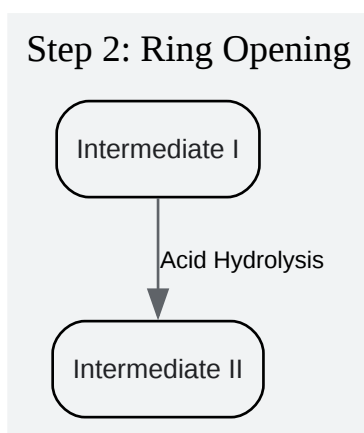 Step 2: Ring Opening
Intermediate I
Acid Hydrolysis
Intermediate II